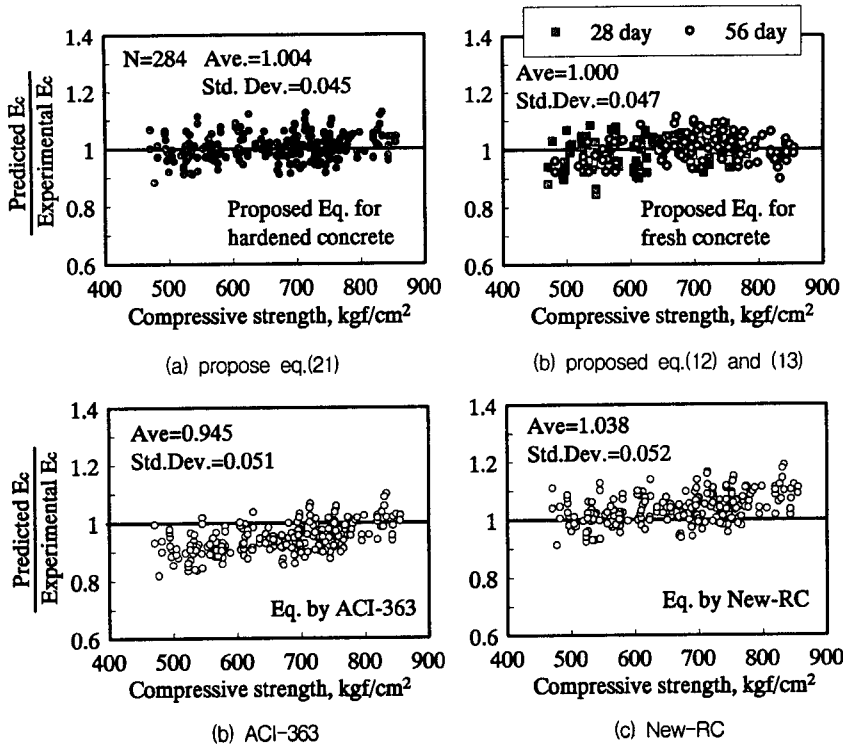 1.4
1.2
1
0.8
0.6
Predicted Ec
Experimental Ec
N=284 Ave.=1.004
Std. Dev.=0.045
Proposed Eq. for
hardened concrete
400 500 600 700 800 900
Compressive strength, kgf/cm²
(a) propose eq.(21)
28 day 56 day
1.4
1.2
1
0.8
0.6
Ave=1.000
Std.Dev.=0.047
Proposed Eq. for
fresh concrete
400 500 600 700 800 900
Compressive strength, kgf/cm²
(b) proposed eq.(12) and (13)
1.4
1.2
1
0.8
0.6
Predicted Ec
Experimental Ec
Ave=0.945
Std.Dev.=0.051
Eq. by ACI-363
400 500 600 700 800 900
Compressive strength, kgf/cm²
(b) ACI-363
1.4
1.2
1
0.8
0.6
Ave=1.038
Std.Dev.=0.052
Eq. by New-RC
400 500 600 700 800 900
Compressive strength, kgf/cm²
(c) New-RC